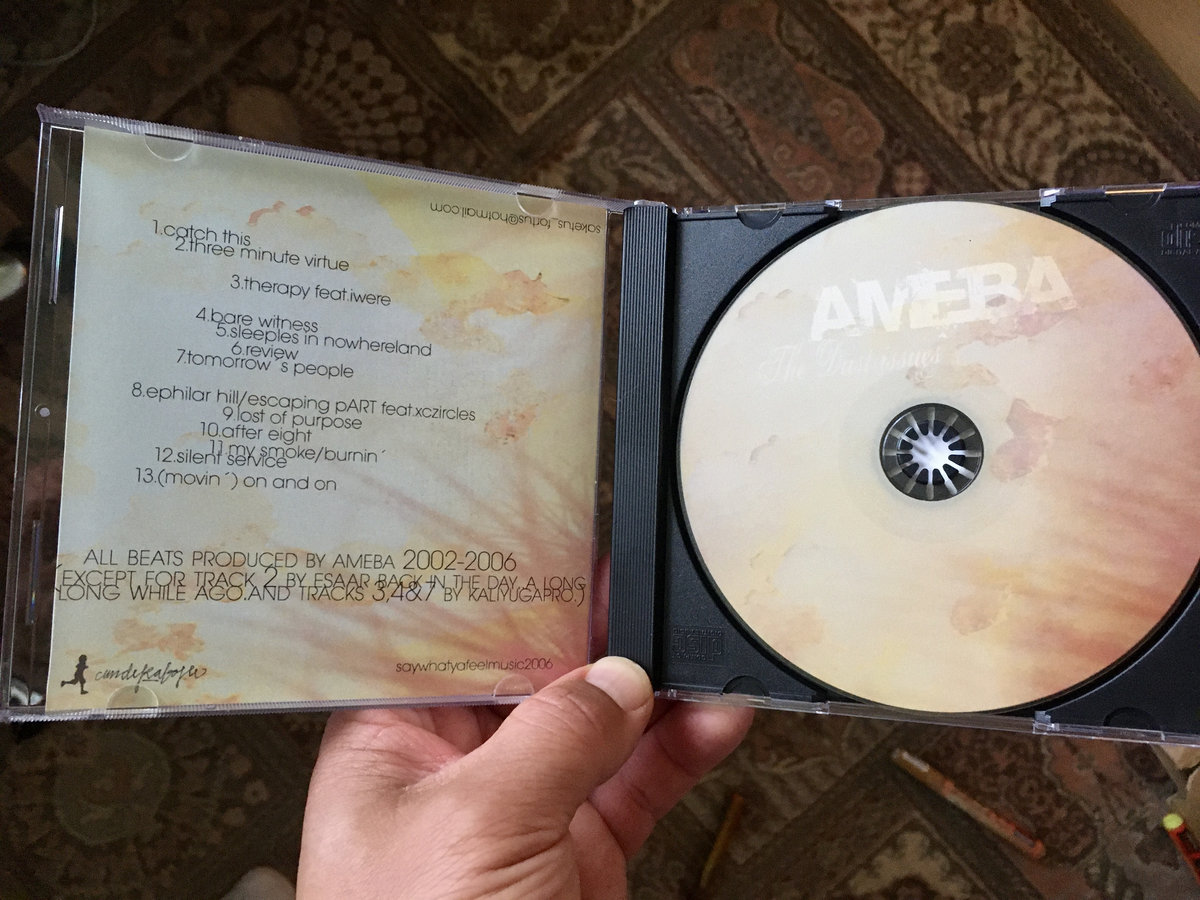 saketus_fortus@hotmail.com
1.catch this
2.three minute virtue
3.therapy feat.iwere
4.bare witness
5.sleeples in nowhereland
6.review
7.tomorrow´s people
8.ephilar hill/escaping pART feat.xczircles
9.lost of purpose
10.after eight
11.my smoke/burnin´
12.silent service
13.(movin´) on and on
ALL BEATS PRODUCED BY AMEBA 2002-2006
(EXCEPT FOR TRACK 2 BY ESAAR BACK IN THE DAY, A LONG
LONG WHILE AGO.AND TRACKS 3,4&7 BY KALIYUGAPRO.)
saywhatyafeelmusic2006
AMEBA
The Dust issues